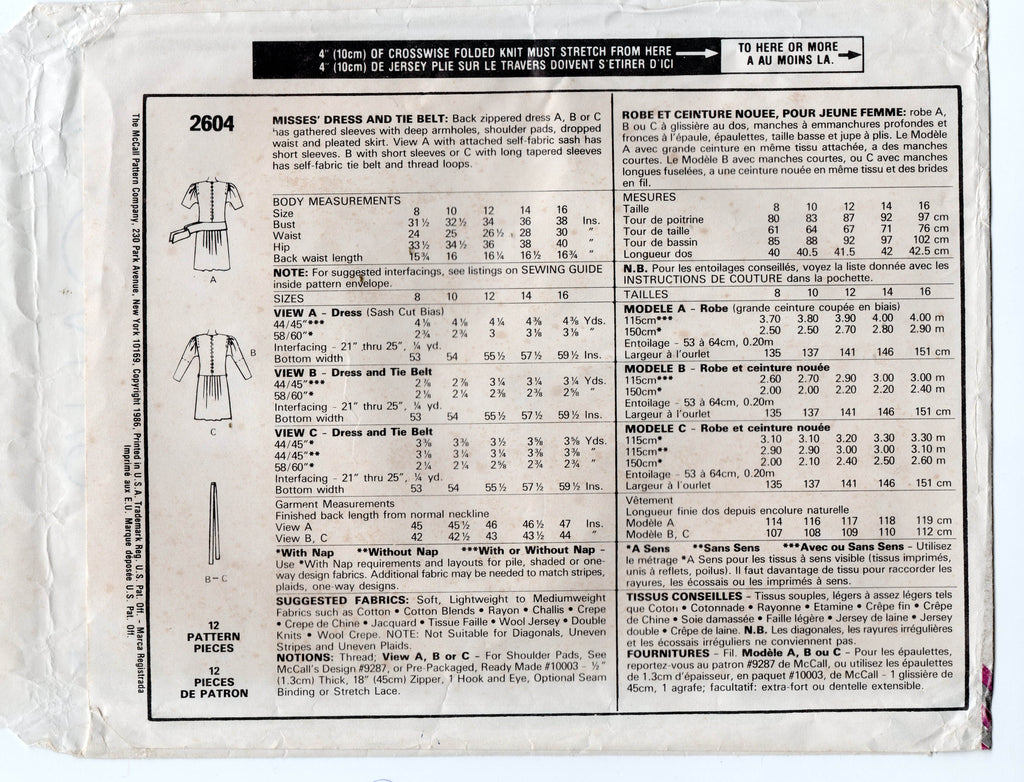 4" (10cm) OF CROSSWISE FOLDED KNIT MUST STRETCH FROM HERE
4" (10cm) DE JERSEY PLIE SUR LE TRAVERS DOIVENT S'ETIRER D'ICI
TO HERE OR MORE
A AU MOINS LA.
2604
A
B
C
B-C
12
PATTERN
PIECES
12
PIECES
DE PATRON
The McCall Pattern Company, 230 Park Avenue, New York 10169, Copyright 1986, Printed in U.S.A. Trademark Reg. U.S. Pat. Off. - Marca Registrada
Imprimé aux E.U. Marque déposée U.S. Pat. Off.
MISSES' DRESS AND TIE BELT: Back zippered dress A, B or C
has gathered sleeves with deep armholes, shoulder pads, dropped
waist and pleated skirt. View A with attached self-fabric sash has
short sleeves. B with short sleeves or C with long tapered sleeves
has self-fabric tie belt and thread loops.
BODY MEASUREMENTS
Size 8 10 12 14 16
Bust 31½ 32½ 34 36 38 Ins.
Waist 24 25 26½ 28 30 "
Hip 33½ 34½ 36 38 40 "
Back waist length 15¾ 16 16¼ 16½ 16¾ "
NOTE: For suggested interfacings, see listings on SEWING GUIDE
inside pattern envelope.
SIZES 8 10 12 14 16
VIEW A - Dress (Sash Cut Bias)
44/45"*** 4⅛ 4⅛ 4¼ 4⅜ 4⅜ Yds.
58/60"* 2¾ 2¾ 3 3⅛ 3⅛ "
Interfacing - 21" thru 25", ¼ yd.
Bottom width 53 54 55½ 57½ 59½ Ins.
VIEW B - Dress and Tie Belt
44/45"*** 2⅞ 2⅞ 3¼ 3¼ 3¼ Yds.
58/60"* 2⅛ 2¼ 2⅜ 2⅜ 2⅝ "
Interfacing - 21" thru 25", ¼ yd.
Bottom width 53 54 55½ 57½ 59½ Ins.
VIEW C - Dress and Tie Belt
44/45"* 3⅜ 3⅜ 3½ 3⅝ 3⅝ Yds.
44/45"** 3⅛ 3⅛ 3¼ 3⅜ 3⅜ "
58/60"* 2¼ 2¼ 2⅝ 2¾ 2¾ "
Interfacing - 21" thru 25", ¼ yd.
Bottom width 53 54 55½ 57½ 59½ Ins.
Garment Measurements
Finished back length from normal neckline
View A 45 45½ 46 46½ 47 Ins.
View B, C 42 42½ 43 43½ 44 "
*With Nap **Without Nap ***With or Without Nap -
Use *With Nap requirements and layouts for pile, shaded or one-
way design fabrics. Additional fabric may be needed to match stripes,
plaids, one-way designs.
SUGGESTED FABRICS: Soft, Lightweight to Mediumweight
Fabrics such as Cotton • Cotton Blends • Rayon • Challis • Crepe
• Crepe de Chine • Jacquard • Tissue Faille • Wool Jersey • Double
Knits • Wool Crepe. NOTE: Not Suitable for Diagonals, Uneven
Stripes and Uneven Plaids.
NOTIONS: Thread; View A, B or C - For Shoulder Pads, See
McCall's Design #9287, or Pre-Packaged, Ready Made #10003 - ½"
(1.3cm) Thick, 18" (45cm) Zipper, 1 Hook and Eye, Optional Seam
Binding or Stretch Lace.
ROBE ET CEINTURE NOUEE, POUR JEUNE FEMME: robe A,
B ou C à glissière au dos, manches à emmanchures profondes et
fronces à l'épaule, épaulettes, taille basse et jupe à plis. Le Modèle
A avec grande ceinture en même tissu attachée, a des manches
courtes. Le Modèle B avec manches courtes, ou C avec manches
longues fuselées, a une ceinture nouée en même tissu et des brides
en fil.
MESURES
Taille 8 10 12 14 16
Tour de poitrine 80 83 87 92 97 cm
Tour de taille 61 64 67 71 76 cm
Tour de bassin 85 88 92 97 102 cm
Longueur dos 40 40.5 41.5 42 42.5 cm
N.B. Pour les entoilages conseillés, voyez la liste donnée avec les
INSTRUCTIONS DE COUTURE dans la pochette.
TAILLES 8 10 12 14 16
MODELE A - Robe (grande ceinture coupée en biais)
115cm*** 3.70 3.80 3.90 4.00 4.00 m
150cm* 2.50 2.50 2.70 2.80 2.90 m
Entoilage - 53 à 64cm, 0.20m
Largeur à l'ourlet 135 137 141 146 151 cm
MODELE B - Robe et ceinture nouée
115cm*** 2.60 2.70 2.90 3.00 3.00 m
150cm* 2.00 2.00 2.20 2.20 2.40 m
Entoilage - 53 à 64cm, 0.20m
Largeur à l'ourlet 135 137 141 146 151 cm
MODELE C - Robe et ceinture nouée
115cm* 3.10 3.10 3.20 3.30 3.30 m
115cm** 2.90 2.90 3.00 3.00 3.10 m
150cm* 2.00 2.10 2.40 2.50 2.60 m
Entoilage - 53 à 64cm, 0.20m
Largeur à l'ourlet 135 137 141 146 151 cm
Vêtement
Longueur finie dos depuis encolure naturelle
Modèle A 114 116 117 118 119 cm
Modèle B, C 107 108 109 110 112 cm
*A Sens **Sans Sens ***Avec ou Sans Sens - Utilisez
le métrage *A Sens pour les tissus à sens visible (tissus imprimés,
unis à reflets, poilus). Il faut davantage de tissu pour raccorder les
rayures, les écossais ou les imprimés à sens.
TISSUS CONSEILLES - Tissus souples, légers à assez légers tels
que Coton • Cotonnade • Rayonne • Etamine • Crêpe fin • Crêpe
de Chine • Soie damassée • Faille légère • Jersey de laine • Jersey
double • Crêpe de laine. N.B. Les diagonales, les rayures irrégulières
et les écossais irréguliers ne conviennent pas.
FOURNITURES - Fil. Modèle A, B ou C - Pour les épaulettes,
reportez-vous au patron #9287 de McCall, ou utilisez les épaulettes
de 1.3cm d'épaisseur, en paquet #10003, de McCall - 1 glissière de
45cm, 1 agrafe; facultatif: extra-fort ou dentelle extensible.